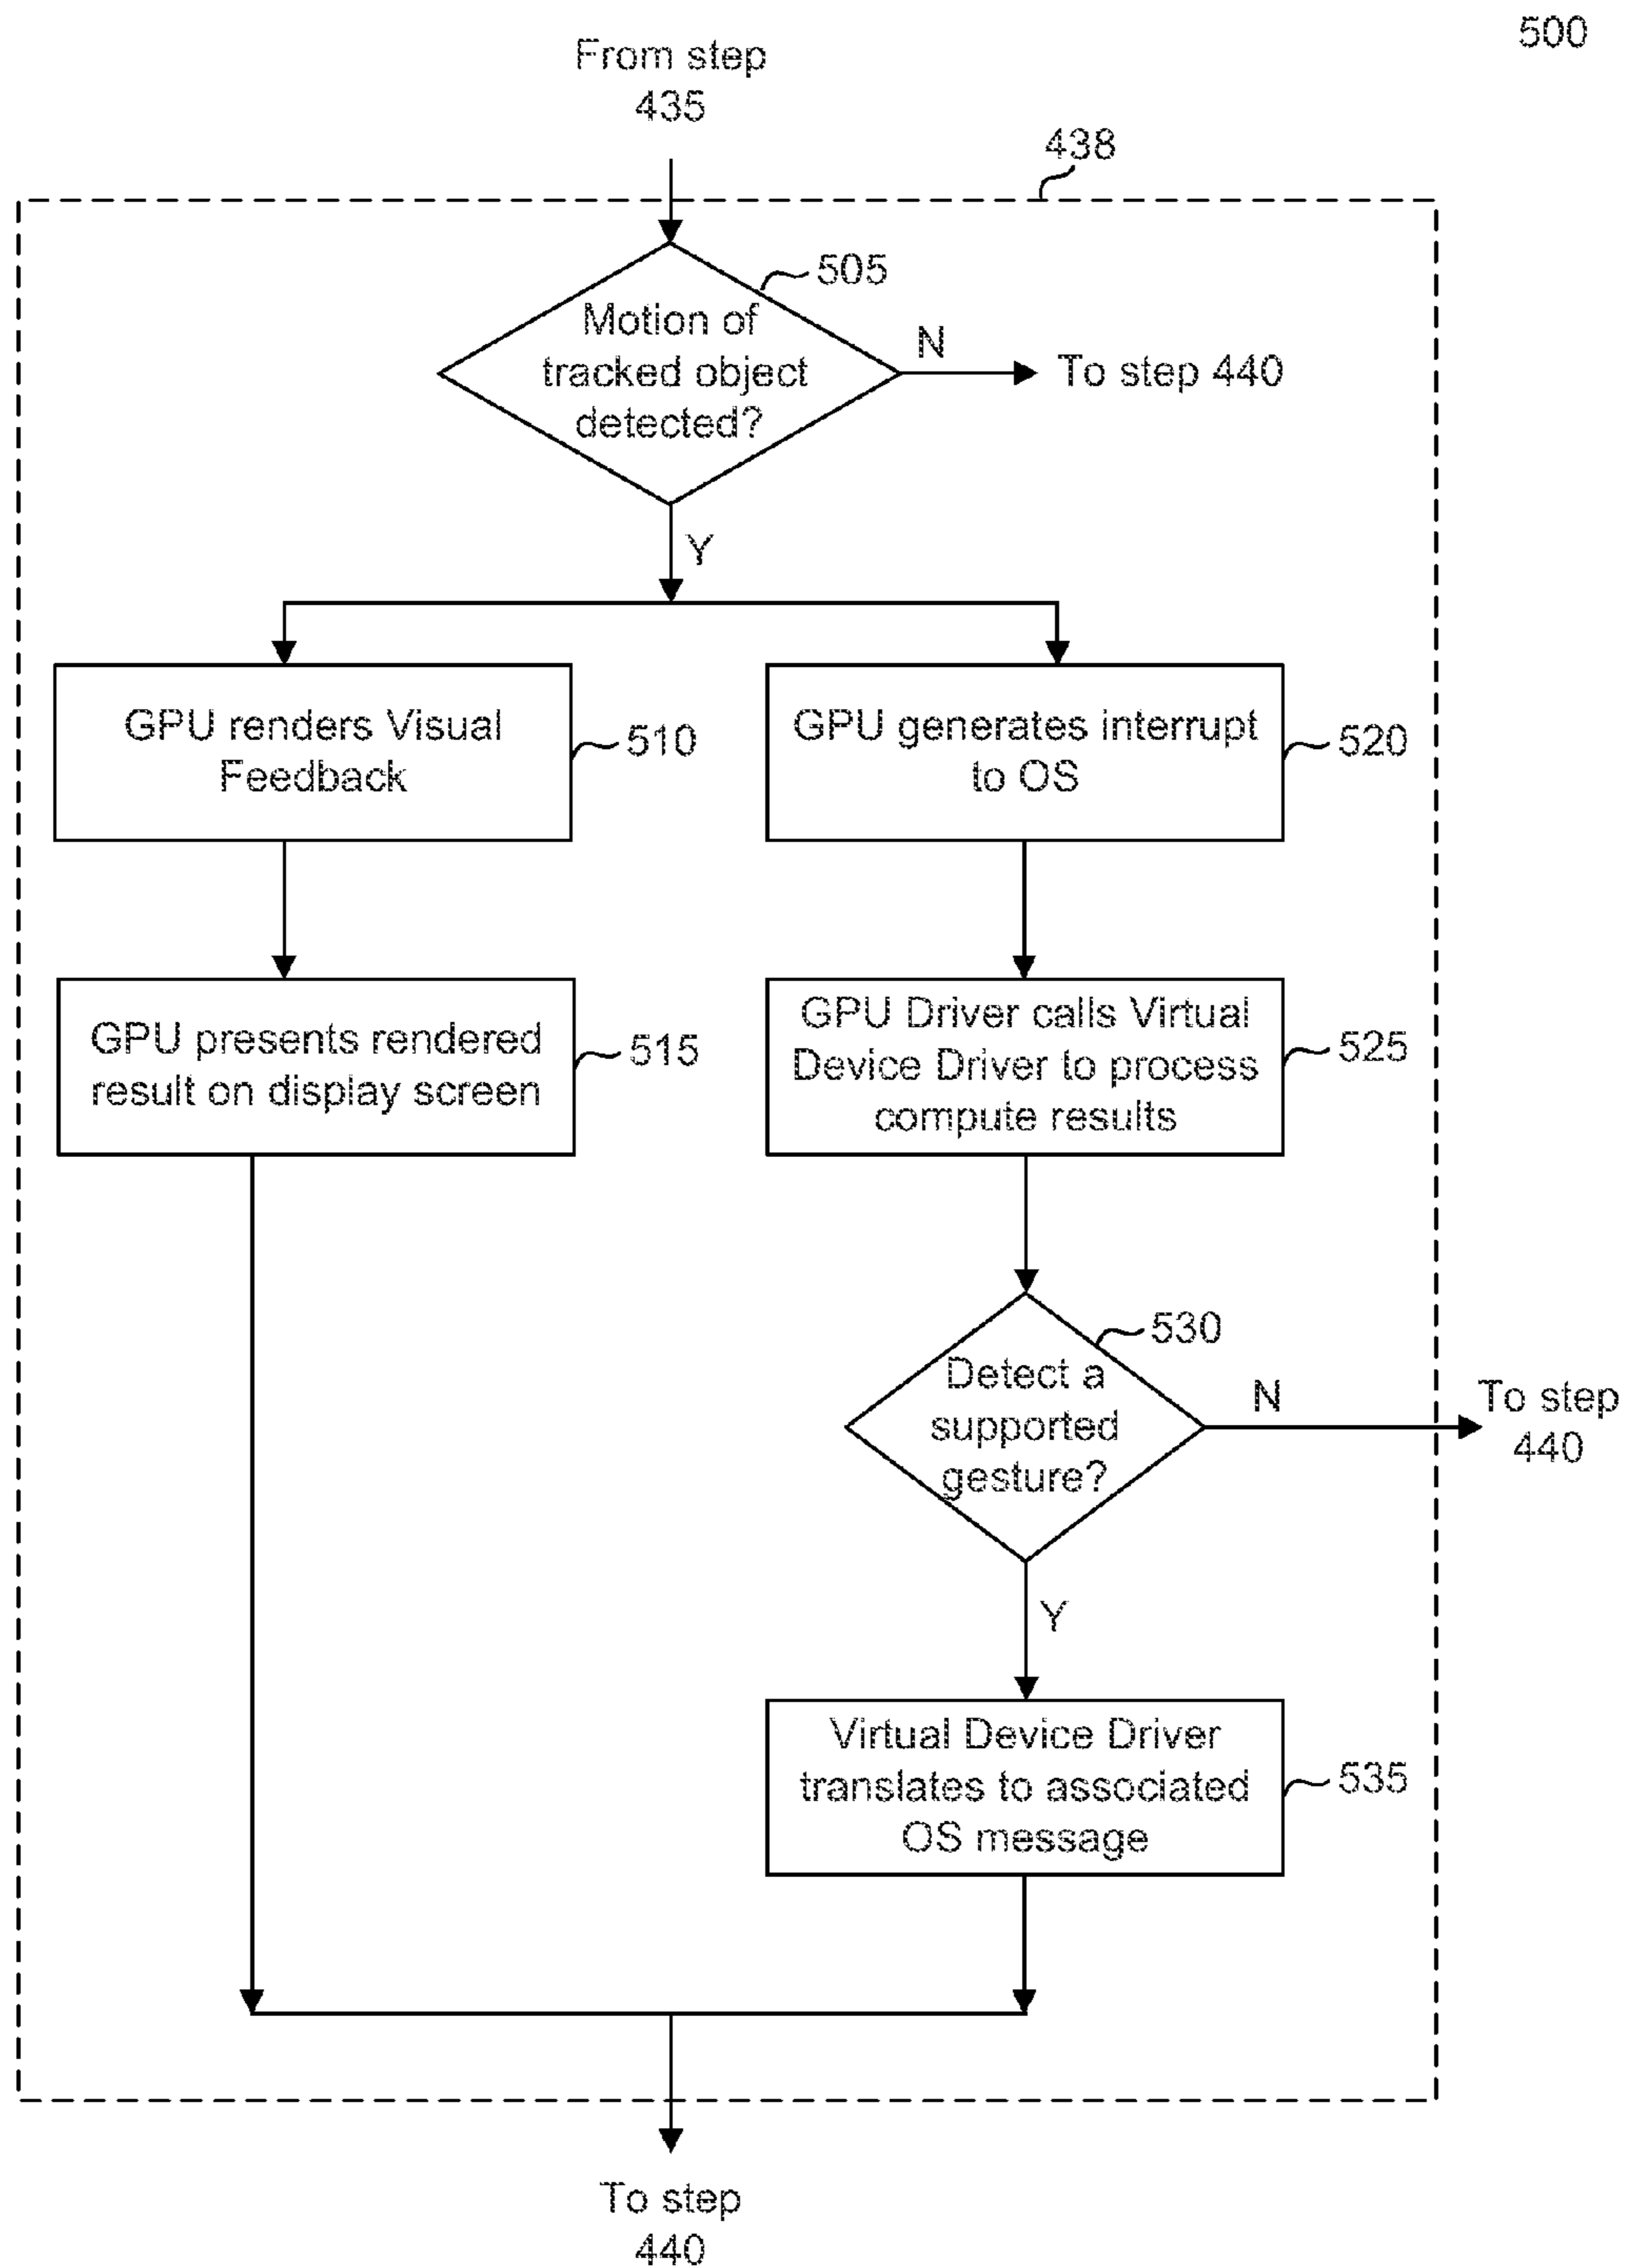 500
From step
435
438
505
Motion of
tracked object
detected?
N
To step 440
Y
GPU renders Visual
Feedback
510
GPU generates interrupt
to OS
520
GPU presents rendered
result on display screen
515
GPU Driver calls Virtual
Device Driver to process
compute results
525
530
Detect a
supported
gesture?
N
To step
440
Y
Virtual Device Driver
translates to associated
OS message
535
To step
440